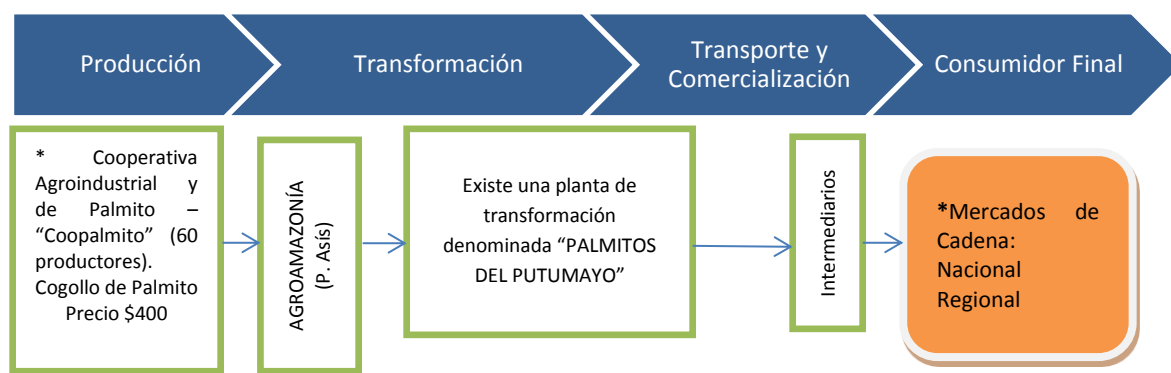 Producción
Transformación
Transporte y
Comercialización
Consumidor Final
* Cooperativa
Agroindustrial y
de Palmito –
“Coopalmito” (60
productores).
Cogollo de Palmito
Precio $400
AGROAMAZONÍA
(P. Asís)
Existe una planta de
transformación
denominada “PALMITOS
DEL PUTUMAYO”
Intermediarios
*Mercados de
Cadena:
Nacional
Regional